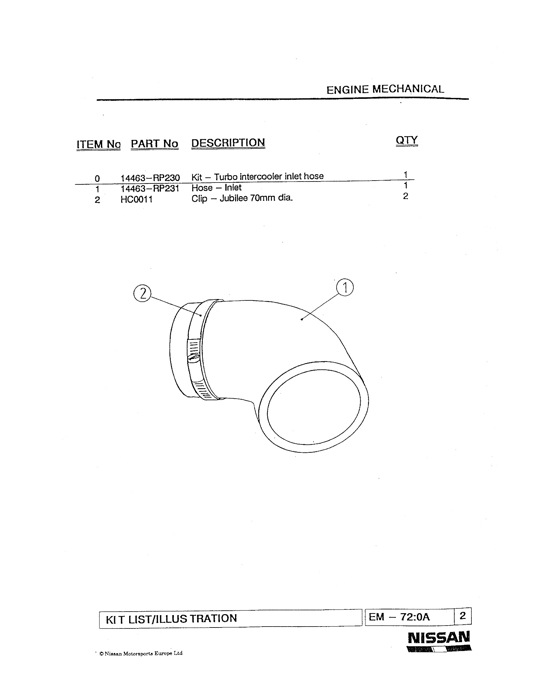 ENGINE MECHANICAL
ITEM No PART No DESCRIPTION QTY
0 14463-RP230 Kit - Turbo intercooler inlet hose 1
1 14463-RP231 Hose - Inlet 1
2 HC0011 Clip - Jubilee 70mm dia. 2
2 1
KIT LIST/ILLUSTRATION EM - 72:0A 2
NISSAN
© Nissan Motorsports Europe Ltd